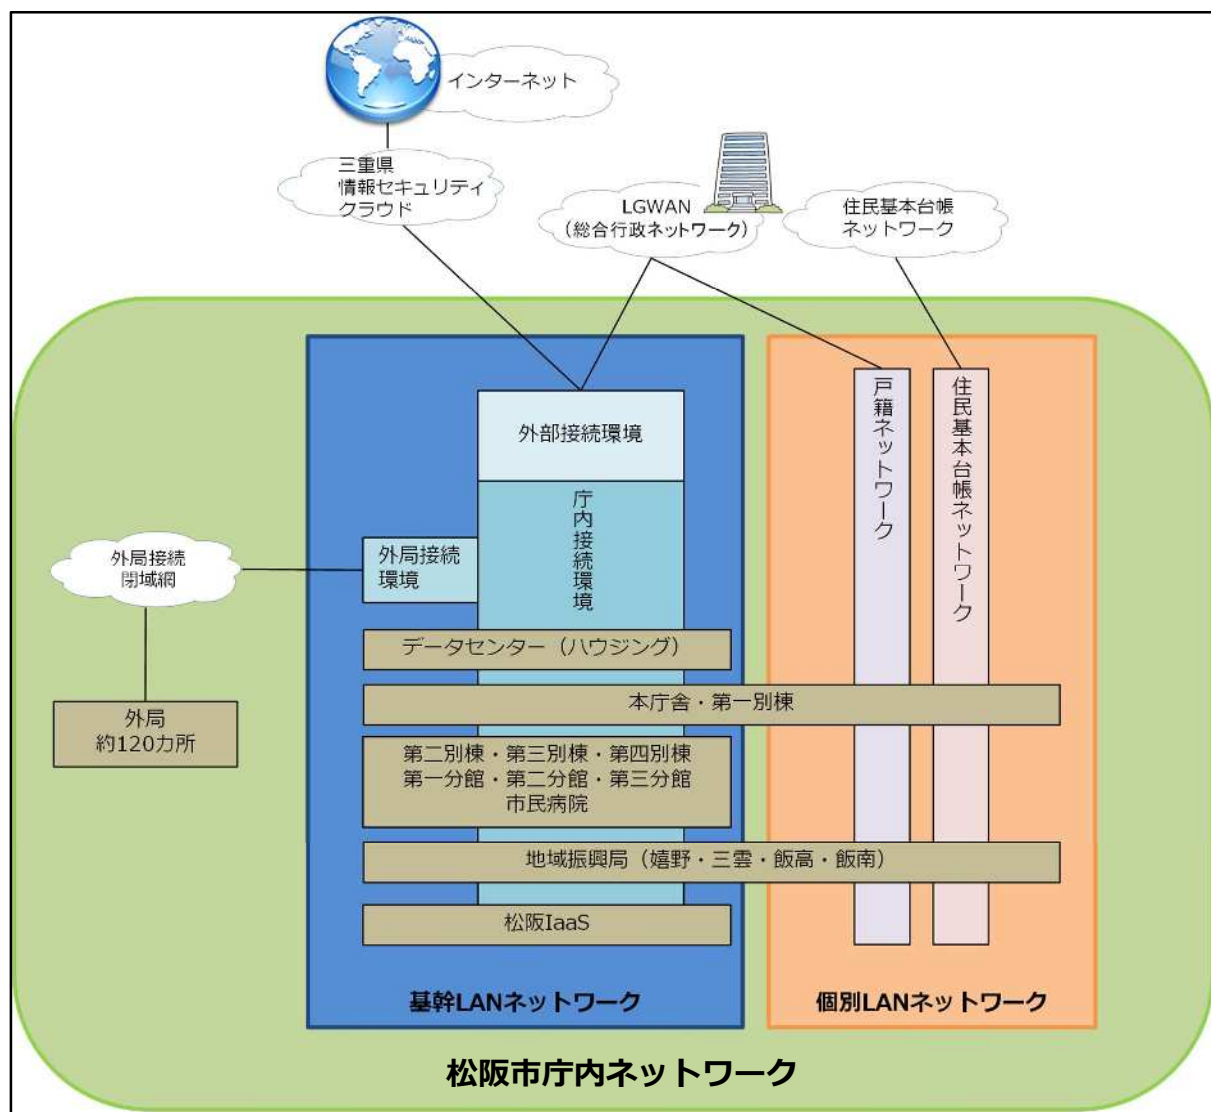 インターネット
三重県
情報セキュリティ
クラウド
LGWAN
（総合行政ネットワーク）
住民基本台帳
ネットワーク
外部接続環境
庁内接続環境
戸籍ネットワーク
住民基本台帳ネットワーク
外局接続
閉域網
外局接続
環境
データセンター（ハウジング）
本庁舎・第一別棟
外局
約120カ所
第二別棟・第三別棟・第四別棟
第一分館・第二分館・第三分館
市民病院
地域振興局（嬉野・三雲・飯高・飯南）
松阪IaaS
基幹LANネットワーク
個別LANネットワーク
松阪市庁内ネットワーク